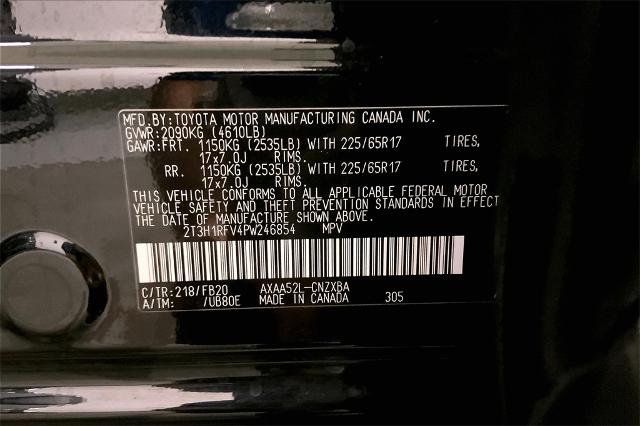 MFD.BY:TOYOTA MOTOR MANUFACTURING CANADA INC.
GVWR:2090KG (4610LB)
GAWR:FRT. 1150KG (2535LB) WITH 225/65R17 TIRES,
17x7.0J RIMS.
RR. 1150KG (2535LB) WITH 225/65R17 TIRES,
17x7.0J RIMS.
THIS VEHICLE CONFORMS TO ALL APPLICABLE FEDERAL MOTOR
VEHICLE SAFETY AND THEFT PREVENTION STANDARDS IN EFFECT
THE DATE OF MANUFACTURE SHOWN ABOVE.
2T3H1RFV4PW246854 MPV
C/TR:218/FB20 AXAA52L-CNZXBA
A/TM: /UB80E MADE IN CANADA 305